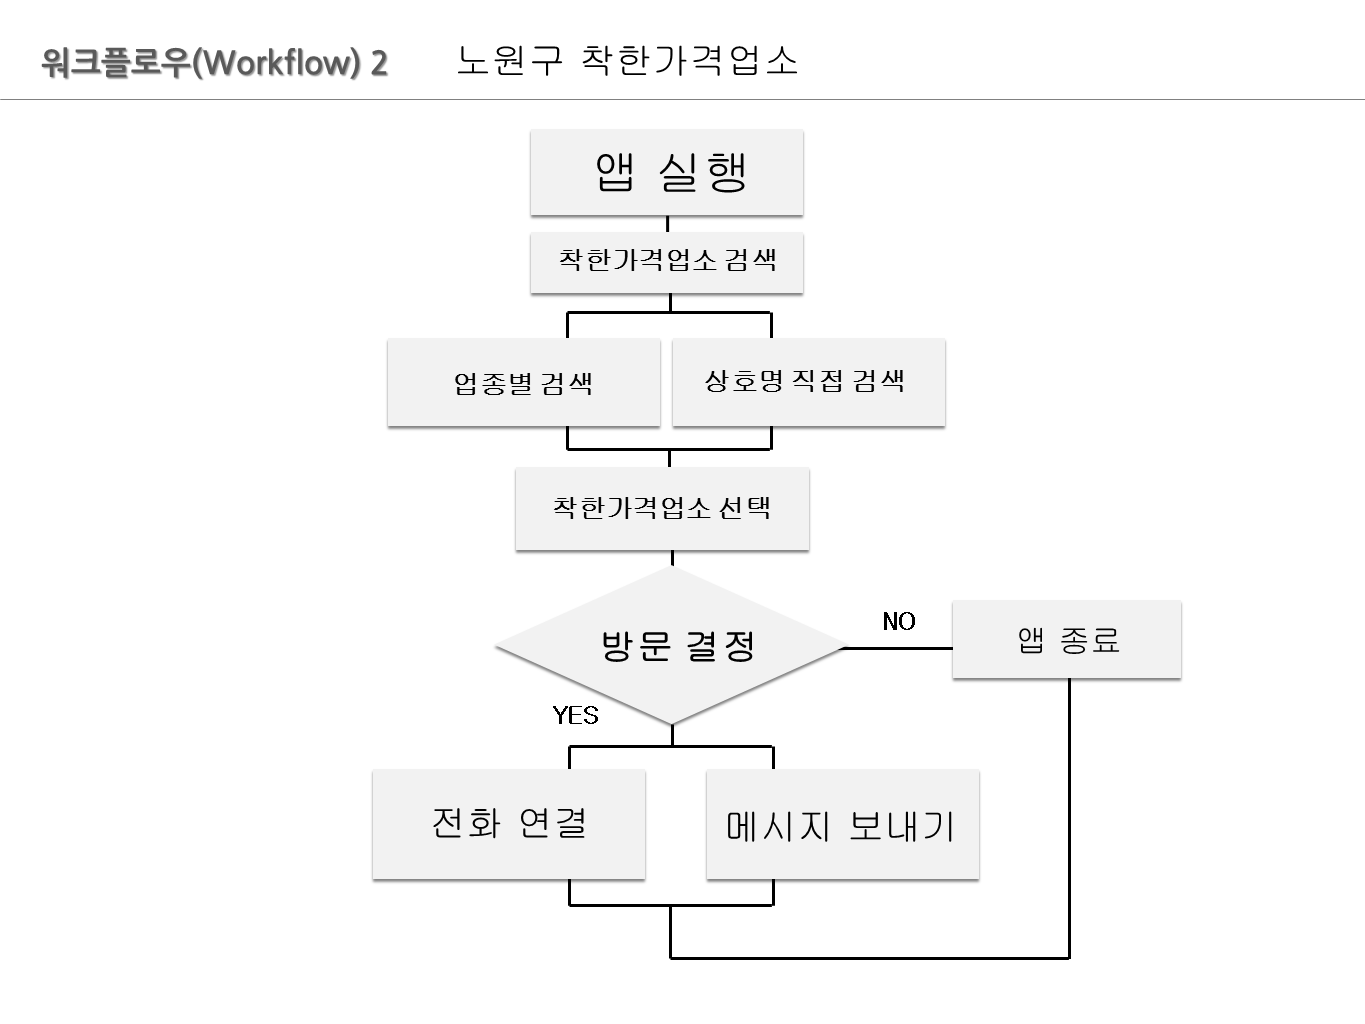 워크플로우(Workflow) 2
노원구 착한가격업소
앱 실행
착한가격업소 검색
업종별 검색
상호명 직접 검색
착한가격업소 선택
방문 결정
NO
앱 종료
YES
전화 연결
메시지 보내기